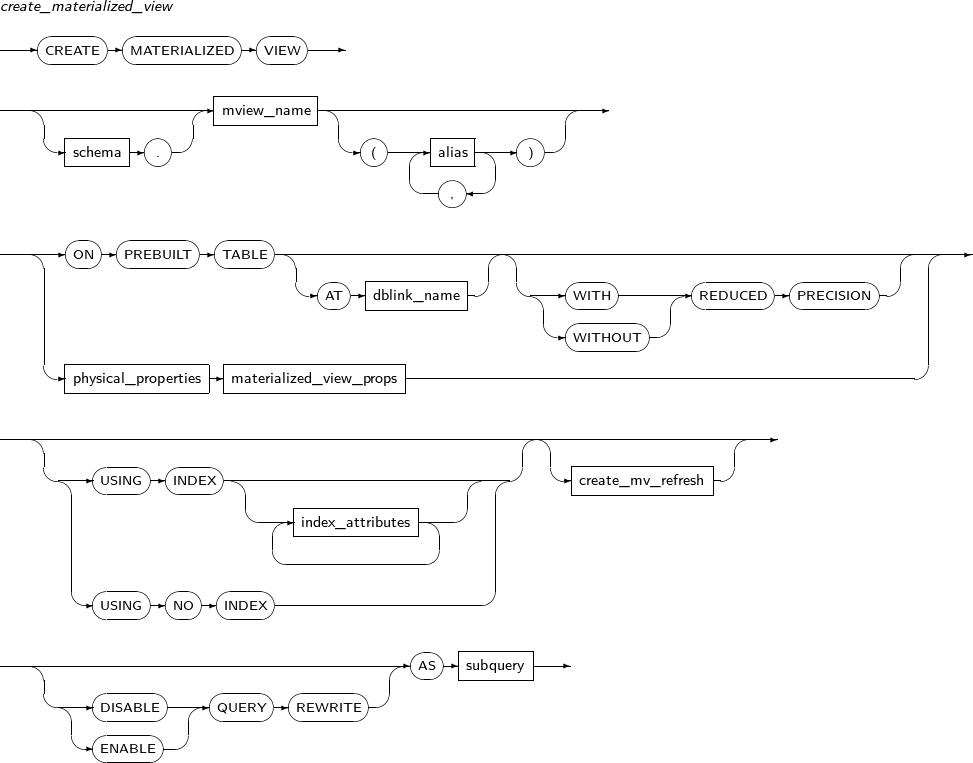 create_materialized_view
CREATE MATERIALIZED VIEW
mview_name
schema . ( alias )
,
ON PREBUILT TABLE
AT dblink_name WITH REDUCED PRECISION
WITHOUT
physical_properties materialized_view_props
USING INDEX create_mv_refresh
index_attributes
USING NO INDEX
AS subquery
DISABLE QUERY REWRITE
ENABLE